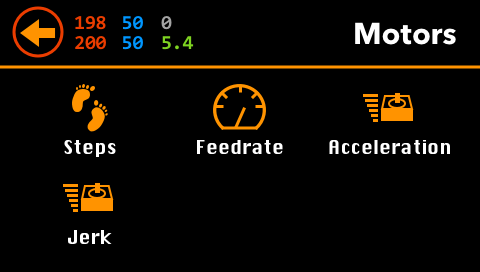 198 50 0
200 50 5.4
Motors
Steps
Feedrate
Acceleration
Jerk